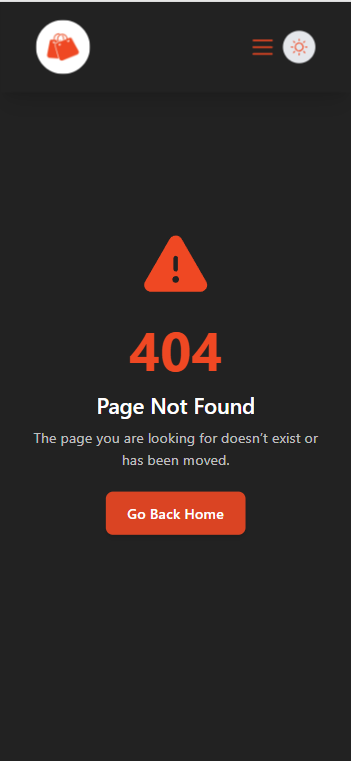 404
Page Not Found
The page you are looking for doesn't exist or
has been moved.
Go Back Home